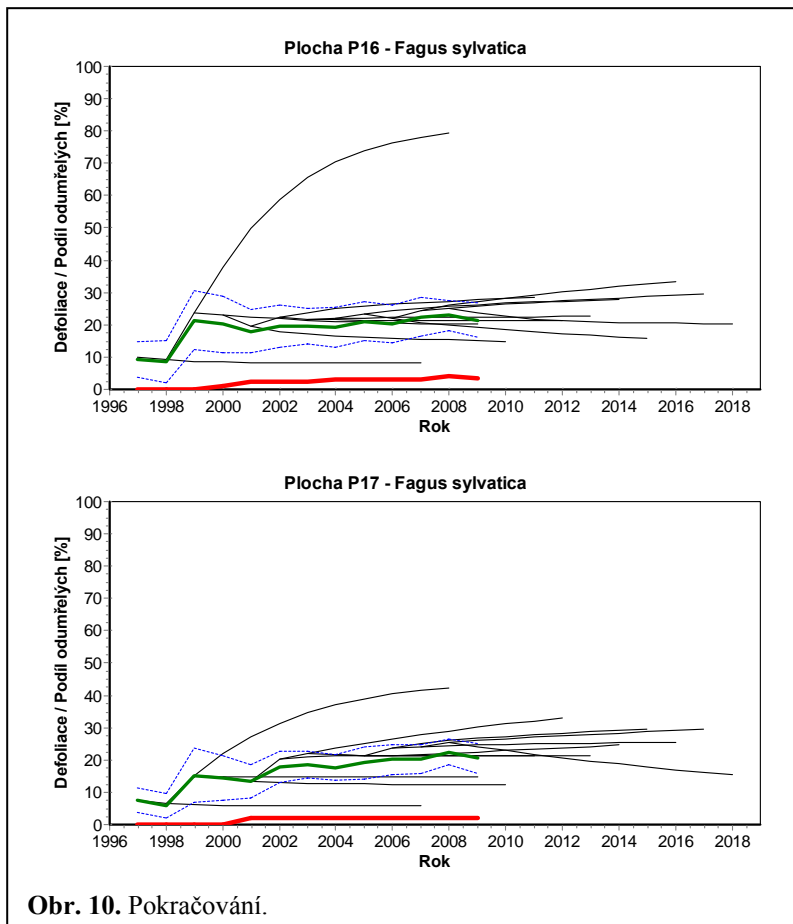 Plocha P16 - Fagus sylvatica
Defoliace / Podíl odumřelých [%]
100
90
80
70
60
50
40
30
20
10
0
1996 1998 2000 2002 2004 2006 2008 2010 2012 2014 2016 2018
Rok
Plocha P17 - Fagus sylvatica
Defoliace / Podíl odumřelých [%]
100
90
80
70
60
50
40
30
20
10
0
1996 1998 2000 2002 2004 2006 2008 2010 2012 2014 2016 2018
Rok
Obr. 10. Pokračování.